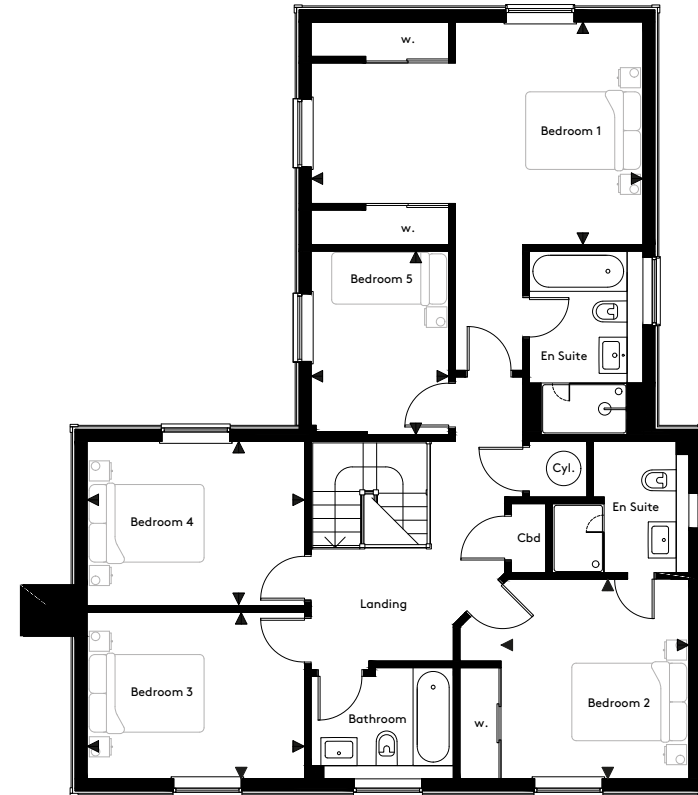 w.
Bedroom 1
w.
Bedroom 5
En Suite
Cyl.
En Suite
Bedroom 4
Cbd
Landing
Bedroom 3
Bedroom 2
Bathroom
w.